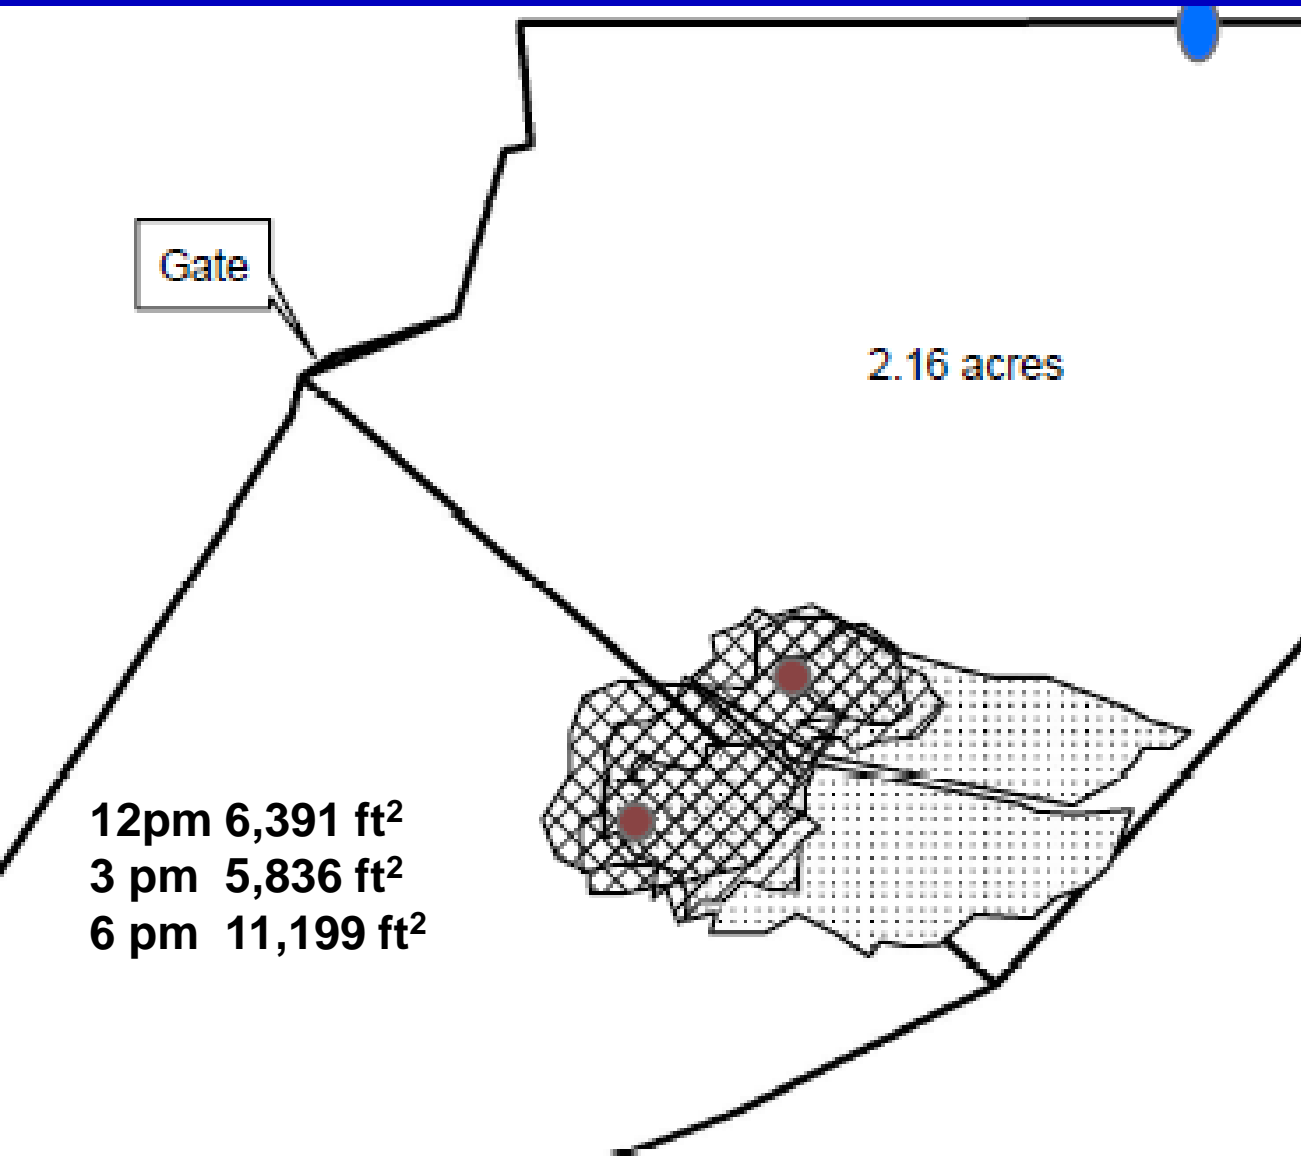 Gate
2.16 acres
12pm 6,391 ft²
3 pm 5,836 ft²
6 pm 11,199 ft²